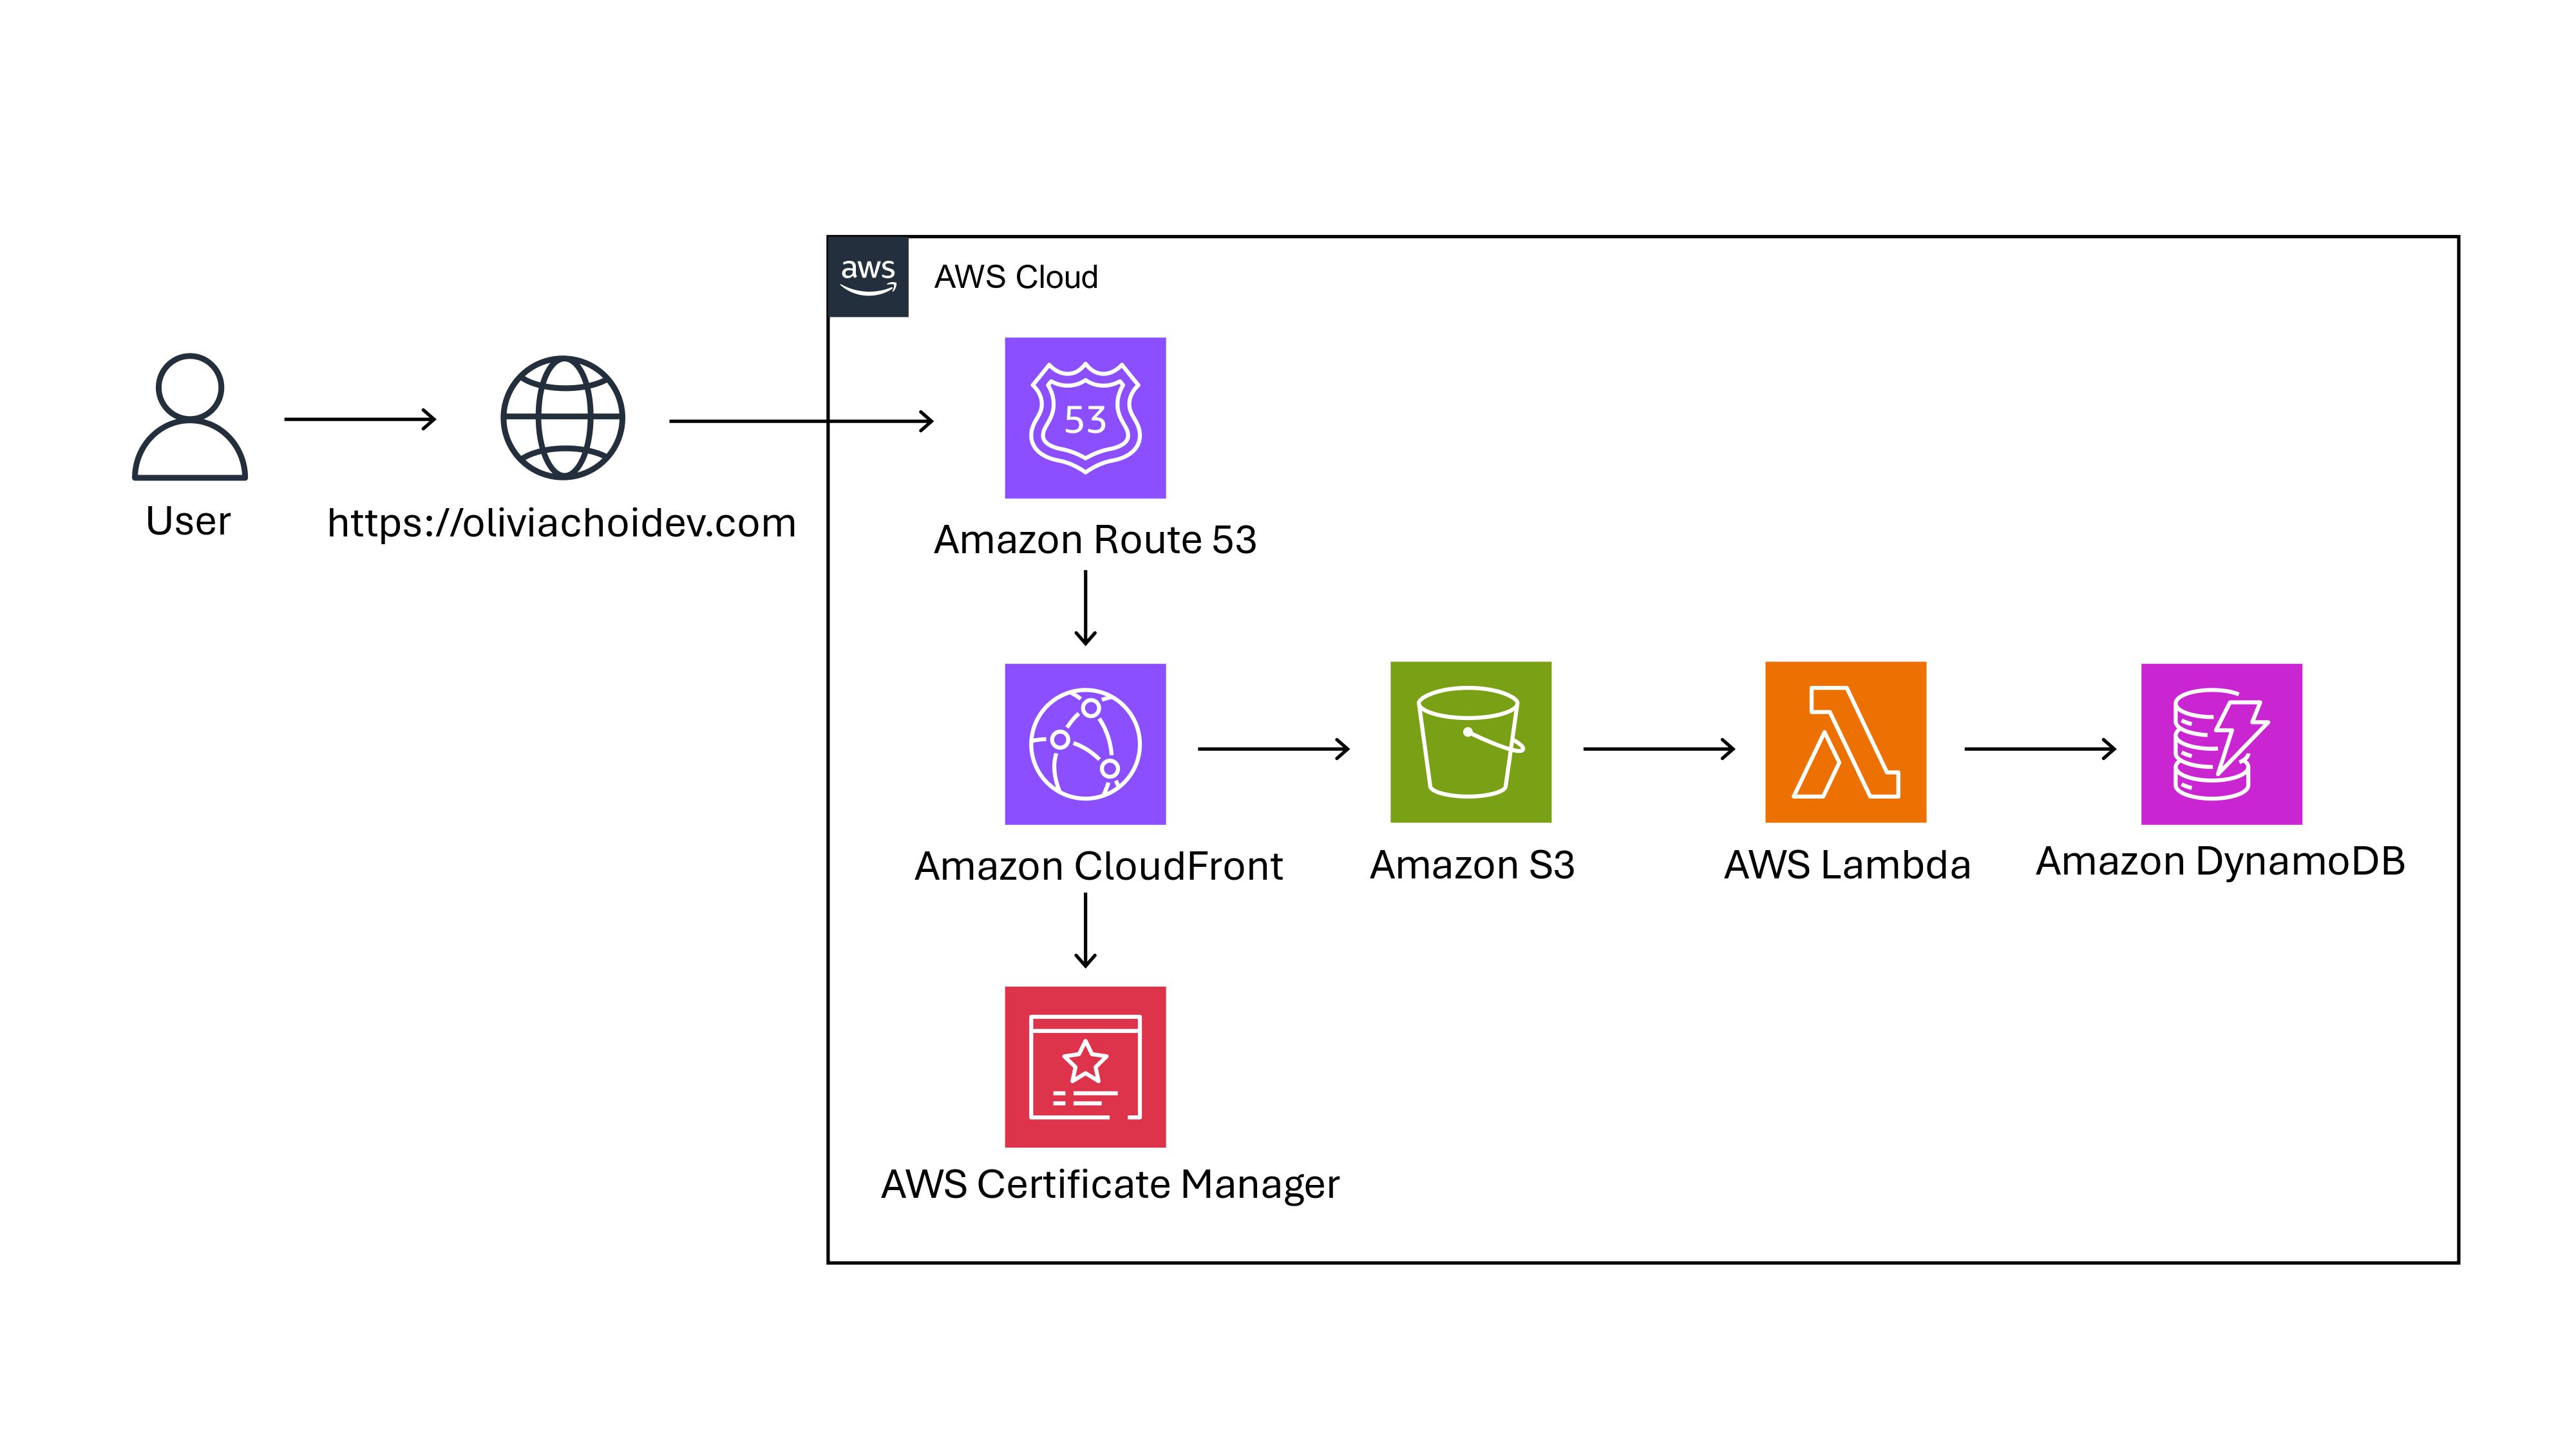 aws
AWS Cloud
53
User
https://oliviachoidev.com
Amazon Route 53
Amazon CloudFront
Amazon S3
AWS Lambda
Amazon DynamoDB
AWS Certificate Manager